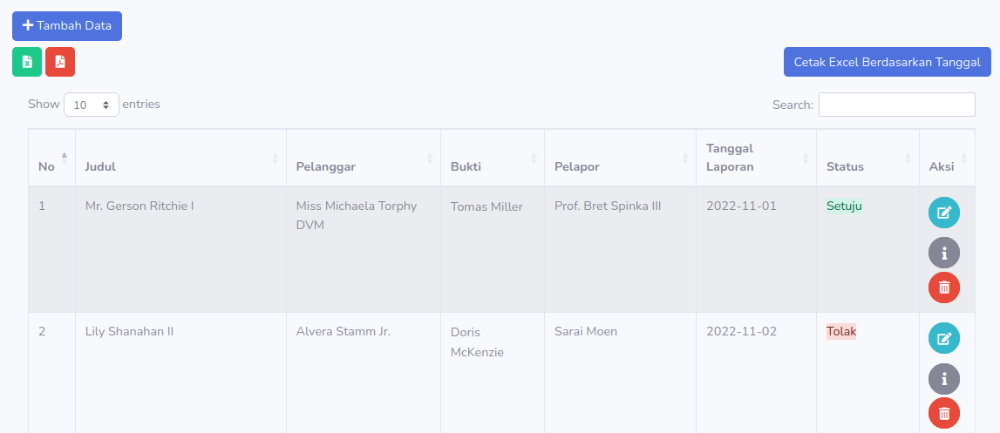 Tambah Data
Cetak Excel Berdasarkan Tanggal
Show 10 entries
Search:
No Judul Pelanggar Bukti Pelapor Tanggal Laporan Status Aksi
1 Mr. Gerson Ritchie I Miss Michaela Torphy DVM Tomas Miller Prof. Bret Spinka III 2022-11-01 Setuju
2 Lily Shanahan II Alvera Stamm Jr. Doris McKenzie Sarai Moen 2022-11-02 Tolak